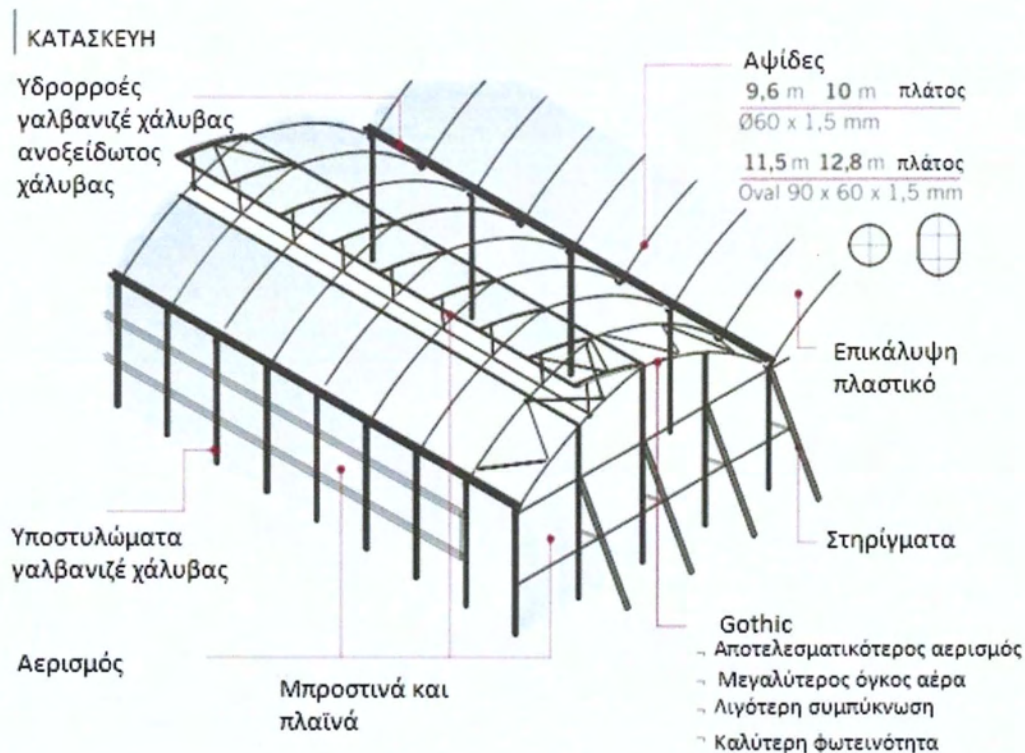 ΚΑΤΑΣΚΕΥΗ
Υδρορροές
γαλβανιζέ χάλυβας
ανοξείδωτος
χάλυβας
Αψίδες
9,6 m 10 m πλάτος
Ø60 x 1,5 mm
11,5 m 12,8 m πλάτος
Oval 90 x 60 x 1,5 mm
Επικάλυψη
πλαστικό
Υποστυλώματα
γαλβανιζέ χάλυβας
Στηρίγματα
Αερισμός
Μπροστινά και
πλαϊνά
Gothic
¬ Αποτελεσματικότερος αερισμός
¬ Μεγαλύτερος όγκος αέρα
¬ Λιγότερη συμπύκνωση
¬ Καλύτερη φωτεινότητα